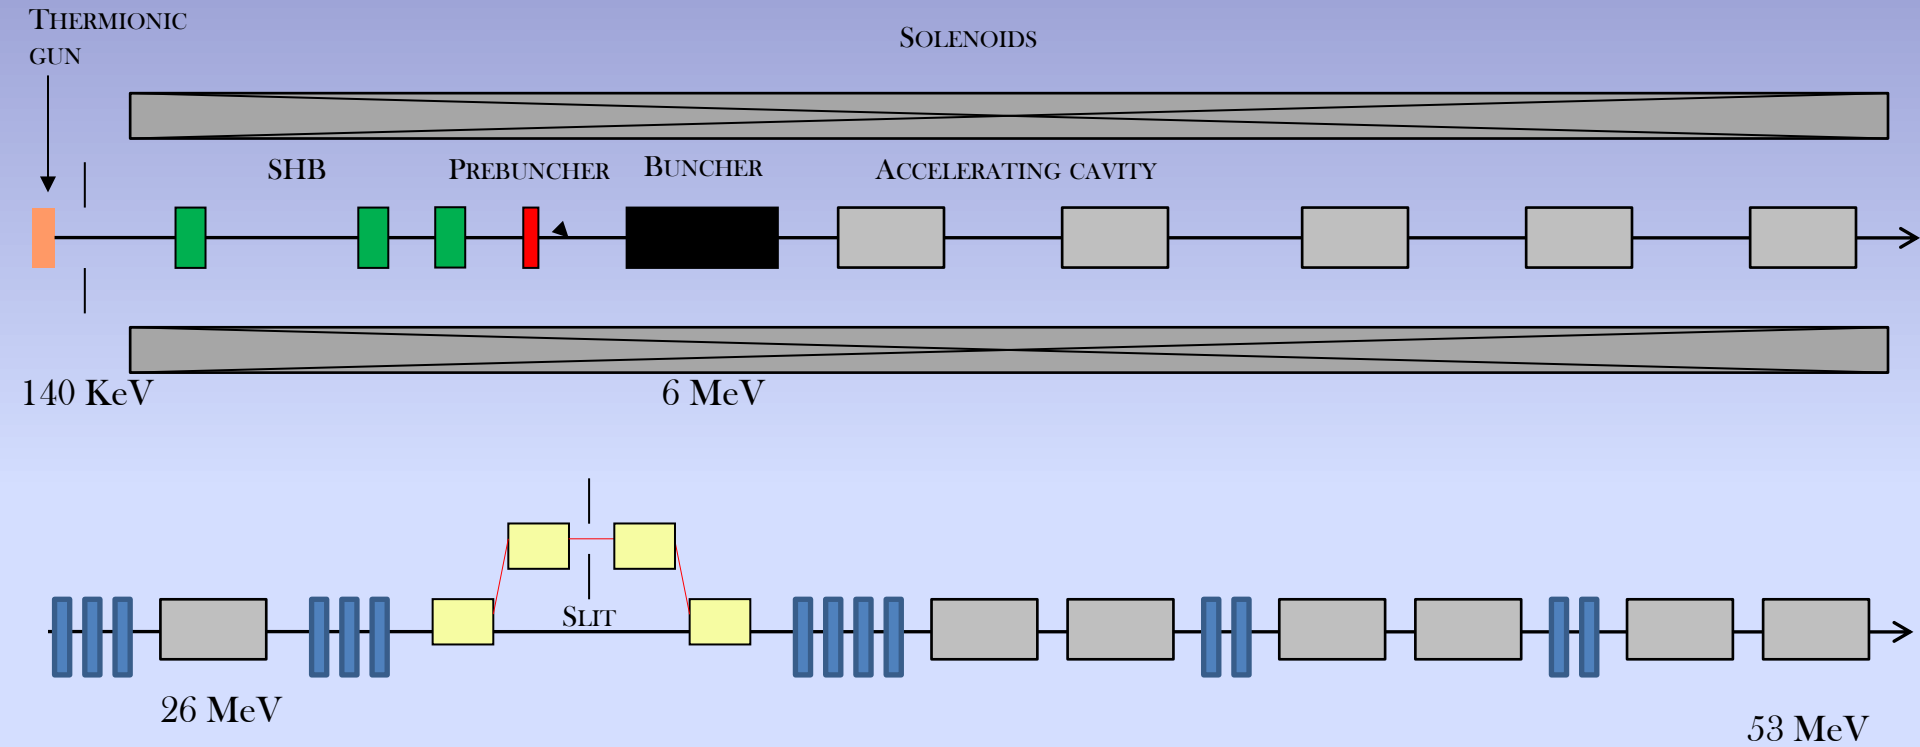 Thermionic
gun
Solenoids
SHB
Prebuncher
Buncher
Accelerating cavity
140 KeV
6 MeV
Slit
26 MeV
53 MeV